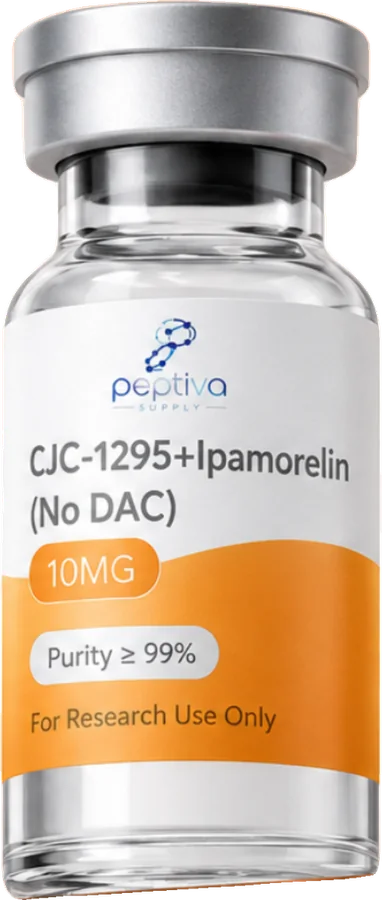 peptiva
SUPPLY
CJC-1295+Ipamorelin
(No DAC)
10MG
Purity ≥ 99%
For Research Use Only